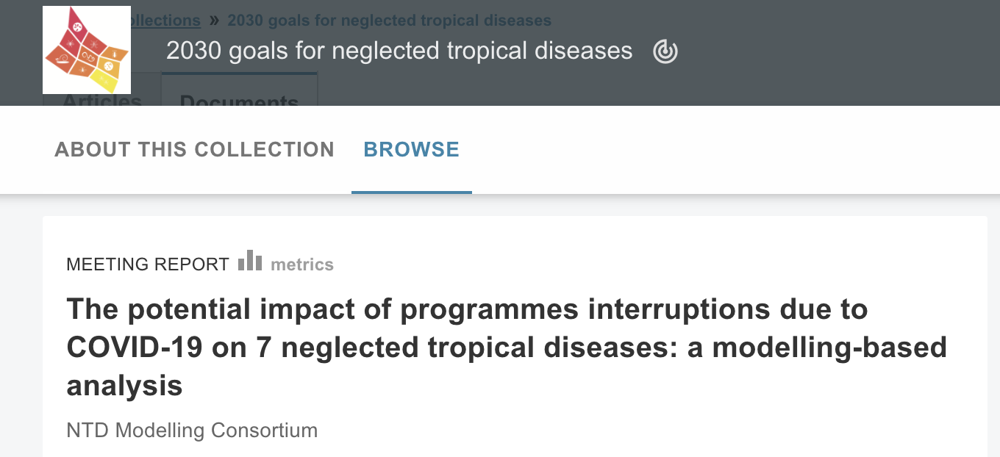 ollections » 2030 goals for neglected tropical diseases
2030 goals for neglected tropical diseases
Articles Documents
ABOUT THIS COLLECTION BROWSE
MEETING REPORT metrics
The potential impact of programmes interruptions due to
COVID-19 on 7 neglected tropical diseases: a modelling-based
analysis
NTD Modelling Consortium